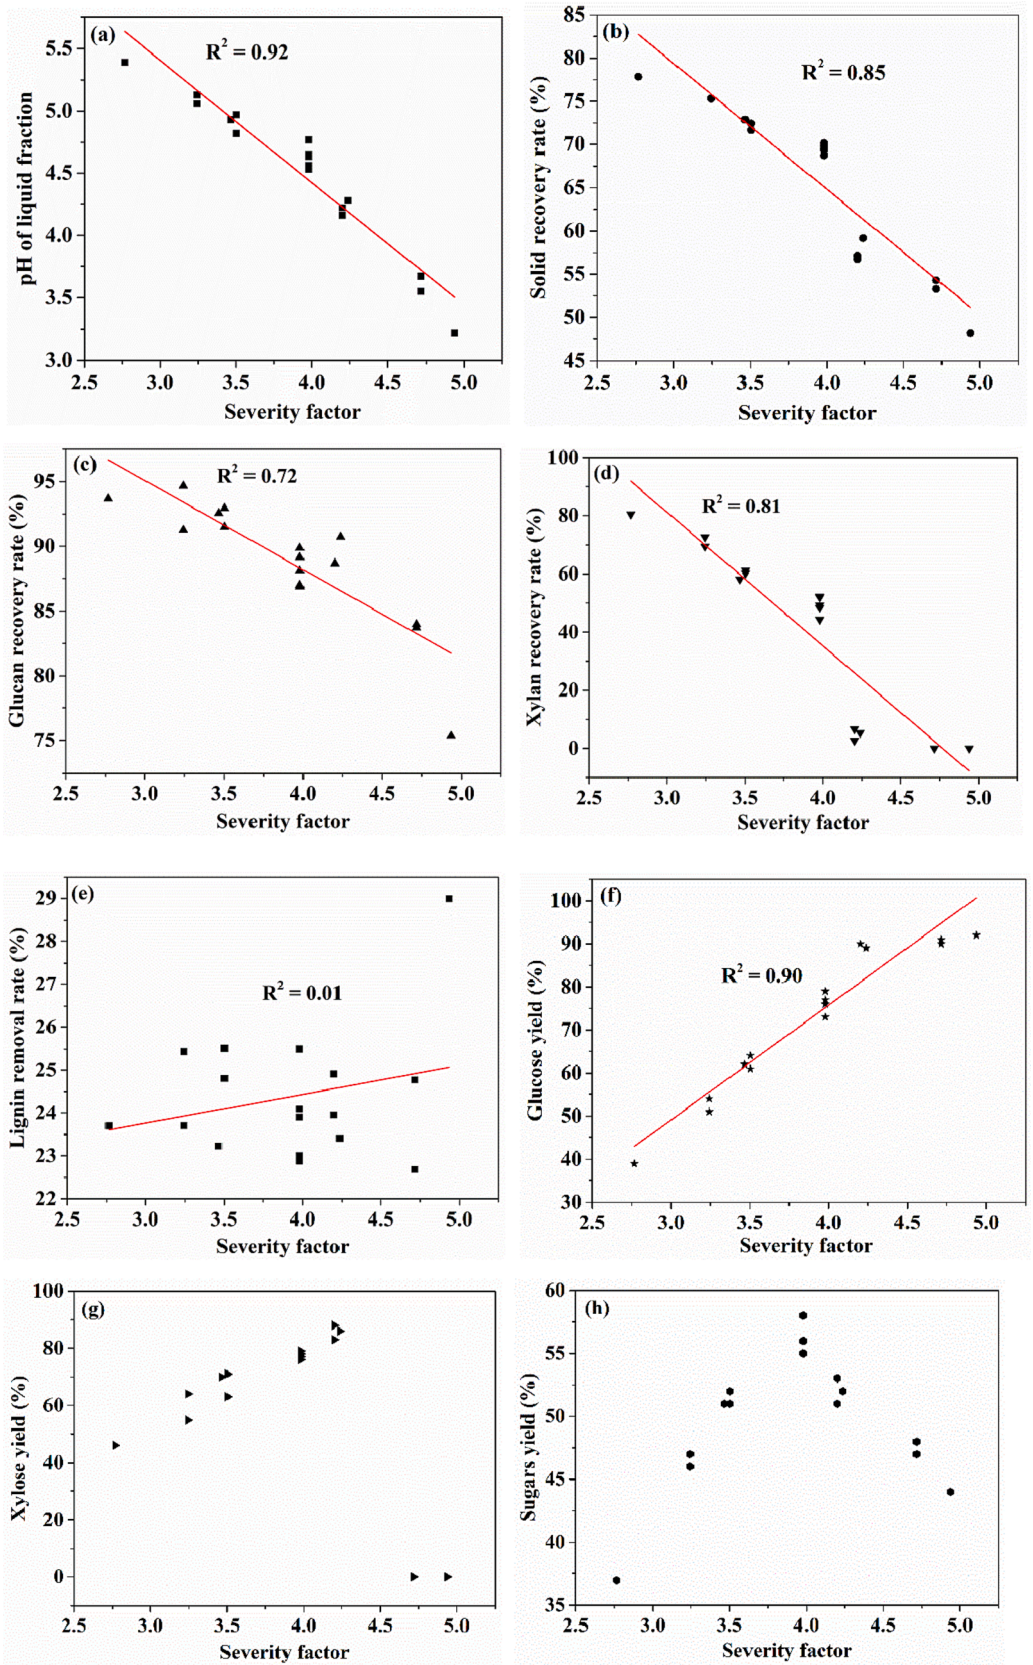 (a)
R² = 0.92
pH of liquid fraction
5.5
5.0
4.5
4.0
3.5
3.0
2.5 3.0 3.5 4.0 4.5 5.0
Severity factor
(b)
R² = 0.85
Solid recovery rate (%)
85
80
75
70
65
60
55
50
45
2.5 3.0 3.5 4.0 4.5 5.0
Severity factor
(c)
R² = 0.72
Glucan recovery rate (%)
95
90
85
80
75
2.5 3.0 3.5 4.0 4.5 5.0
Severity factor
(d)
R² = 0.81
Xylan recovery rate (%)
100
80
60
40
20
0
2.5 3.0 3.5 4.0 4.5 5.0
Severity factor
(e)
R² = 0.01
Lignin removal rate (%)
29
28
27
26
25
24
23
22
2.5 3.0 3.5 4.0 4.5 5.0
Severity factor
(f)
R² = 0.90
Glucose yield (%)
100
90
80
70
60
50
40
30
2.5 3.0 3.5 4.0 4.5 5.0
Severity factor
(g)
Xylose yield (%)
100
80
60
40
20
0
2.5 3.0 3.5 4.0 4.5 5.0
Severity factor
(h)
Sugars yield (%)
60
55
50
45
40
35
2.5 3.0 3.5 4.0 4.5 5.0
Severity factor